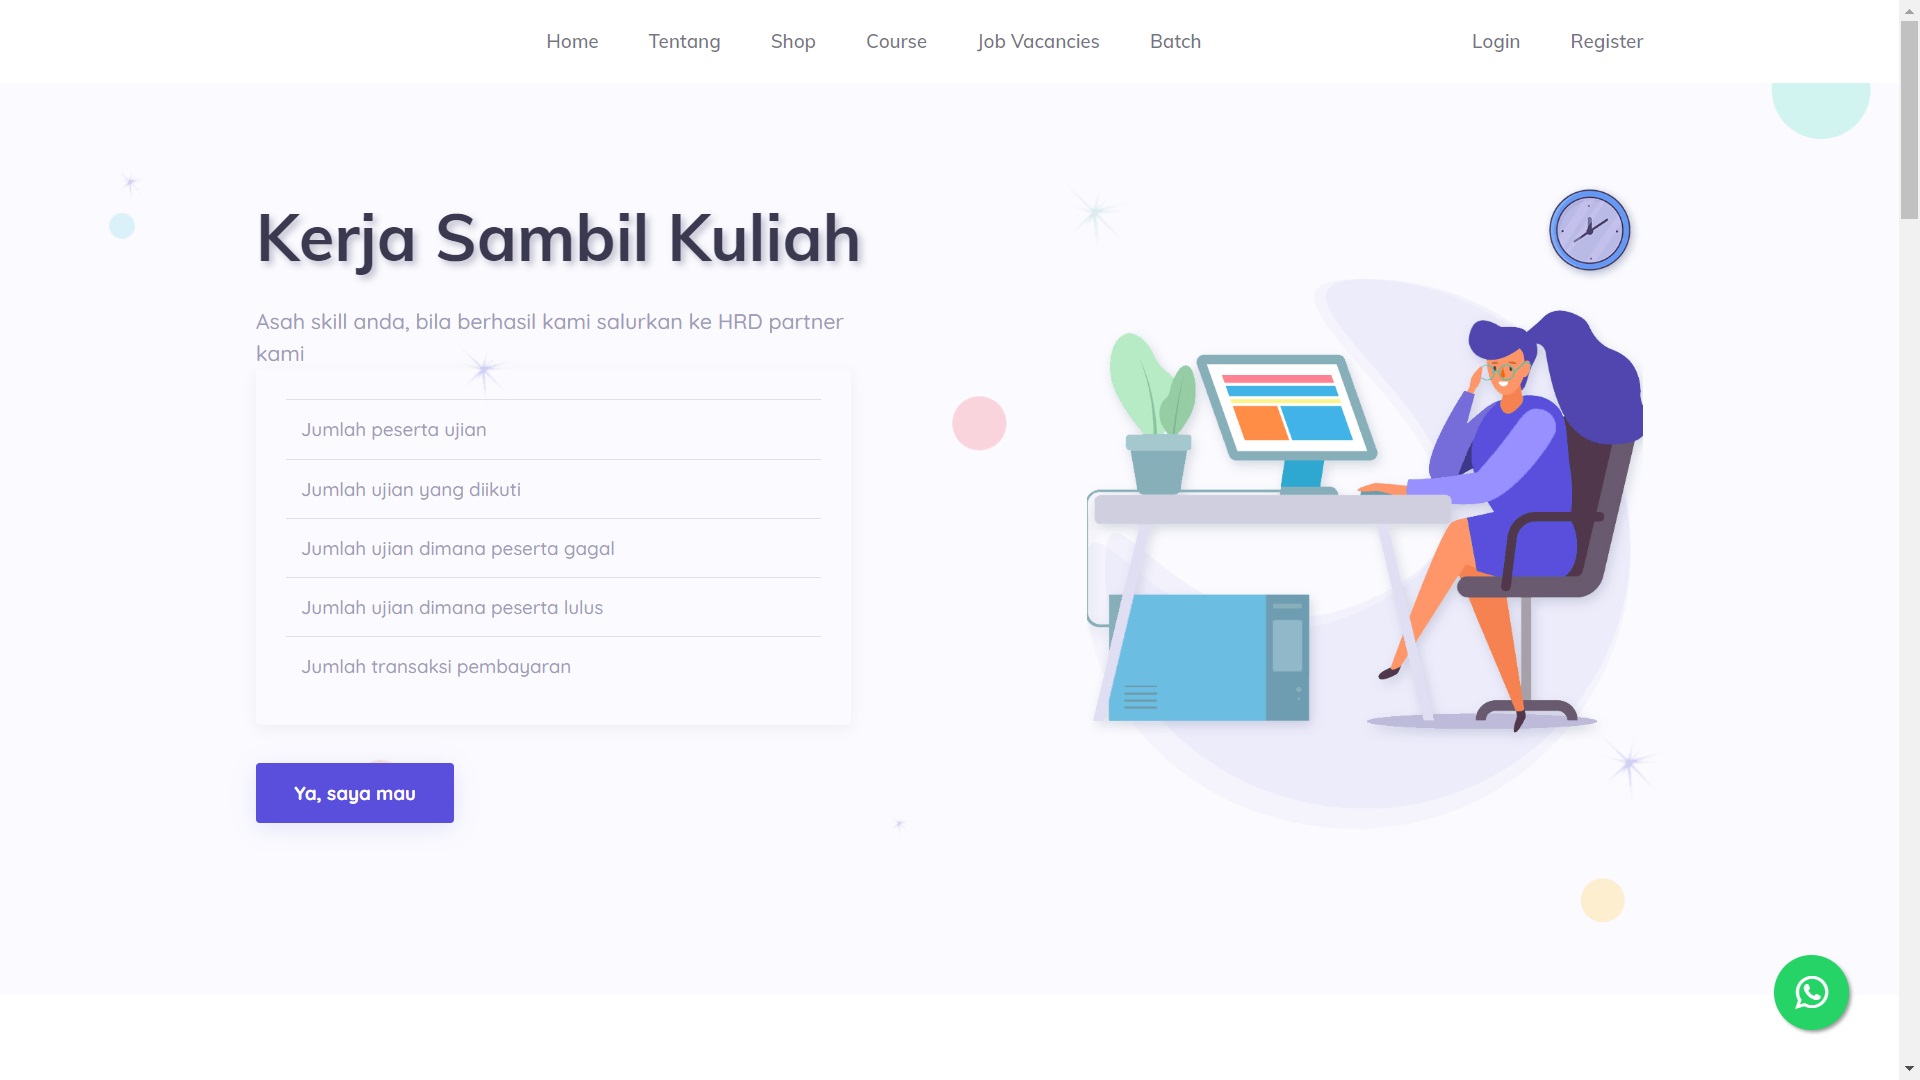 Home
Tentang
Shop
Course
Job Vacancies
Batch
Login
Register
Kerja Sambil Kuliah
Asah skill anda, bila berhasil kami salurkan ke HRD partner
kami
Jumlah peserta ujian
Jumlah ujian yang diikuti
Jumlah ujian dimana peserta gagal
Jumlah ujian dimana peserta lulus
Jumlah transaksi pembayaran
Ya, saya mau